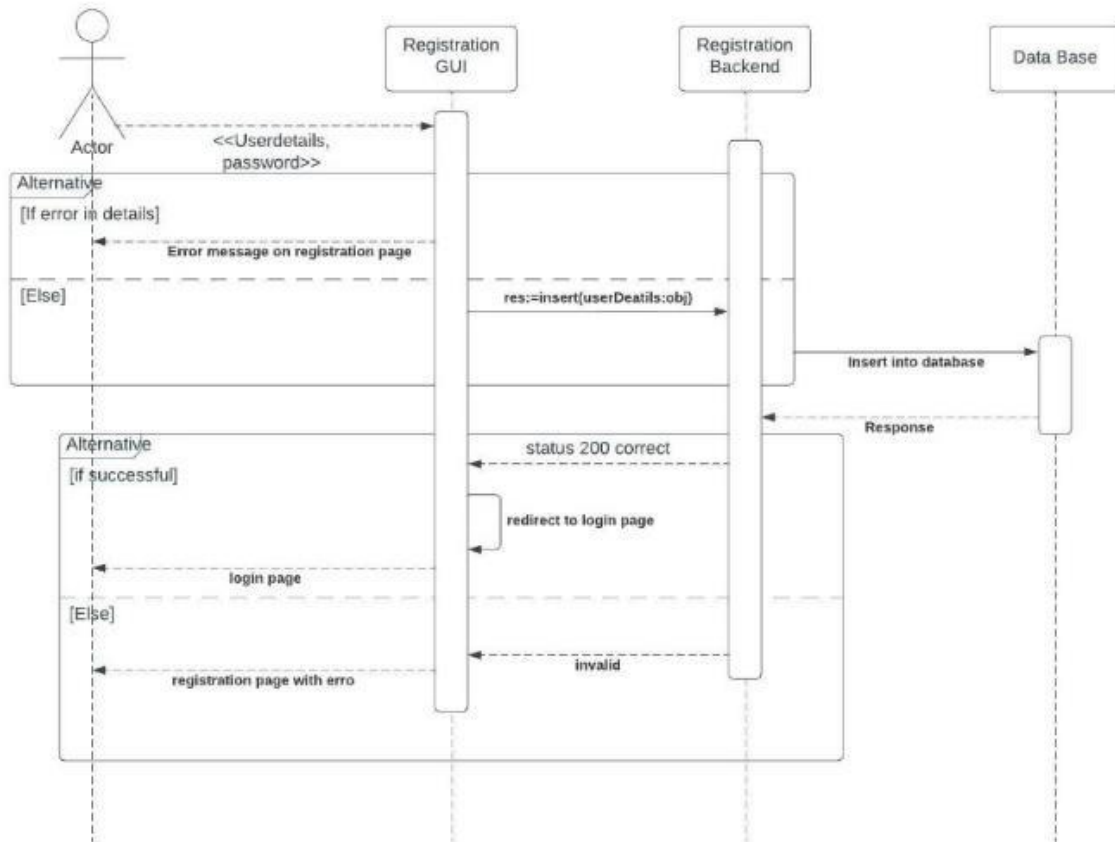 Registration
GUI
Registration
Backend
Data Base
Actor
<<Userdetails,
password>>
Alternative
[If error in details]
Error message on registration page
[Else]
res:=insert(userDeatils:obj)
Insert into database
Response
Alternative
status 200 correct
[if successful]
redirect to login page
login page
[Else]
invalid
registration page with erro